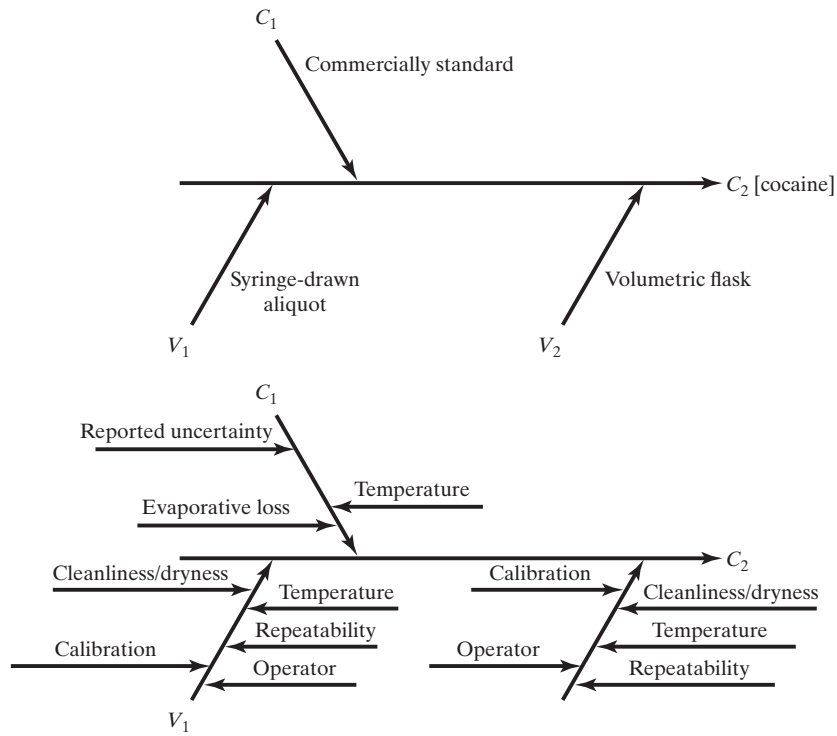 C₁
Commercially standard
C₂ [cocaine]
Syringe-drawn
aliquot
Volumetric flask
V₁
V₂
C₁
Reported uncertainty
Temperature
Evaporative loss
C₂
Cleanliness/dryness
Calibration
Temperature
Cleanliness/dryness
Repeatability
Temperature
Calibration
Operator
Operator
Repeatability
V₁